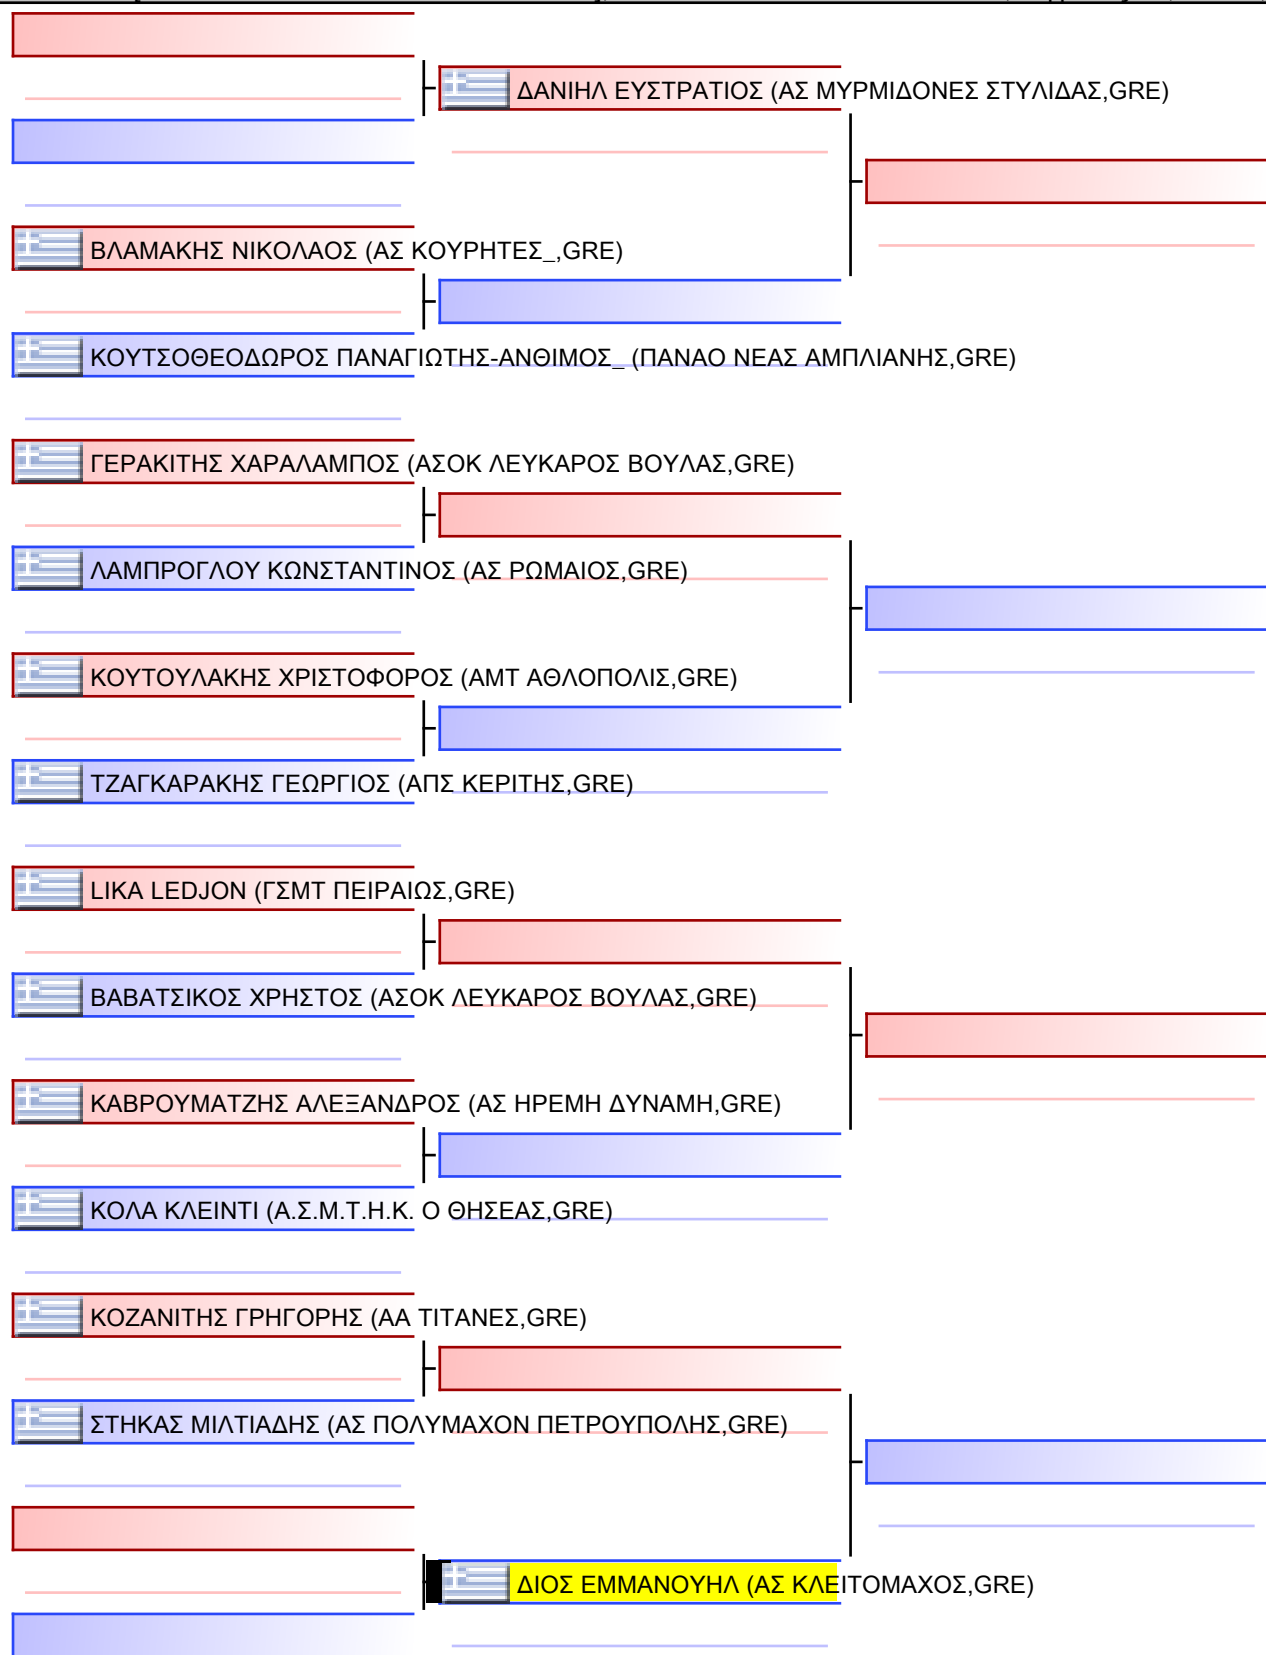 ΔΑΝΙΗΛ ΕΥΣΤΡΑΤΙΟΣ (ΑΣ ΜΥΡΜΙΔΟΝΕΣ ΣΤΥΛΙΔΑΣ,GRE)
ΒΛΑΜΑΚΗΣ ΝΙΚΟΛΑΟΣ (ΑΣ ΚΟΥΡΗΤΕΣ_,GRE)
ΚΟΥΤΣΟΘΕΟΔΩΡΟΣ ΠΑΝΑΓΙΩΤΗΣ-ΑΝΘΙΜΟΣ_ (ΠΑΝΑΟ ΝΕΑΣ ΑΜΠΛΙΑΝΗΣ,GRE)
ΓΕΡΑΚΙΤΗΣ ΧΑΡΑΛΑΜΠΟΣ (ΑΣΟΚ ΛΕΥΚΑΡΟΣ ΒΟΥΛΑΣ,GRE)
ΛΑΜΠΡΟΓΛΟΥ ΚΩΝΣΤΑΝΤΙΝΟΣ (ΑΣ ΡΩΜΑΙΟΣ,GRE)
ΚΟΥΤΟΥΛΑΚΗΣ ΧΡΙΣΤΟΦΟΡΟΣ (ΑΜΤ ΑΘΛΟΠΟΛΙΣ,GRE)
ΤΖΑΓΚΑΡΑΚΗΣ ΓΕΩΡΓΙΟΣ (ΑΠΣ ΚΕΡΙΤΗΣ,GRE)
LIKA LEDJON (ΓΣΜΤ ΠΕΙΡΑΙΩΣ,GRE)
ΒΑΒΑΤΣΙΚΟΣ ΧΡΗΣΤΟΣ (ΑΣΟΚ ΛΕΥΚΑΡΟΣ ΒΟΥΛΑΣ,GRE)
ΚΑΒΡΟΥΜΑΤΖΗΣ ΑΛΕΞΑΝΔΡΟΣ (ΑΣ ΗΡΕΜΗ ΔΥΝΑΜΗ,GRE)
ΚΟΛΑ ΚΛΕΙΝΤΙ (Α.Σ.Μ.Τ.Η.Κ. Ο ΘΗΣΕΑΣ,GRE)
ΚΟΖΑΝΙΤΗΣ ΓΡΗΓΟΡΗΣ (ΑΑ ΤΙΤΑΝΕΣ,GRE)
ΣΤΗΚΑΣ ΜΙΛΤΙΑΔΗΣ (ΑΣ ΠΟΛΥΜΑΧΟΝ ΠΕΤΡΟΥΠΟΛΗΣ,GRE)
ΔΙΟΣ ΕΜΜΑΝΟΥΗΛ (ΑΣ ΚΛΕΙΤΟΜΑΧΟΣ,GRE)